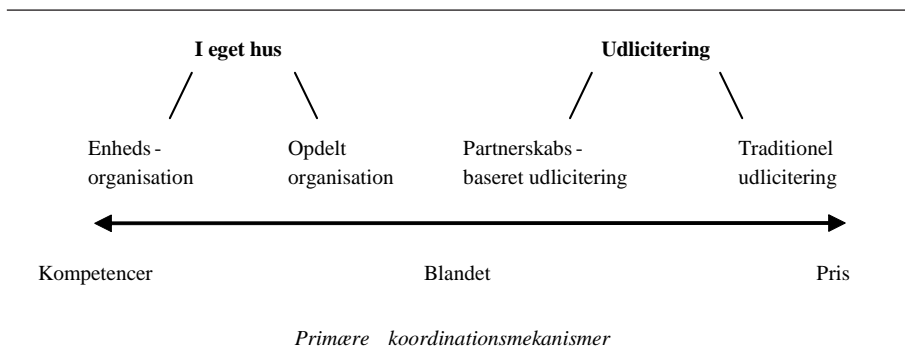 I eget hus Udlicitering
Enheds - Opdelt Partnerskabs - Traditionel
organisation organisation baseret udlicitering udlicitering
Kompetencer Blandet Pris
Primære koordinationsmekanismer